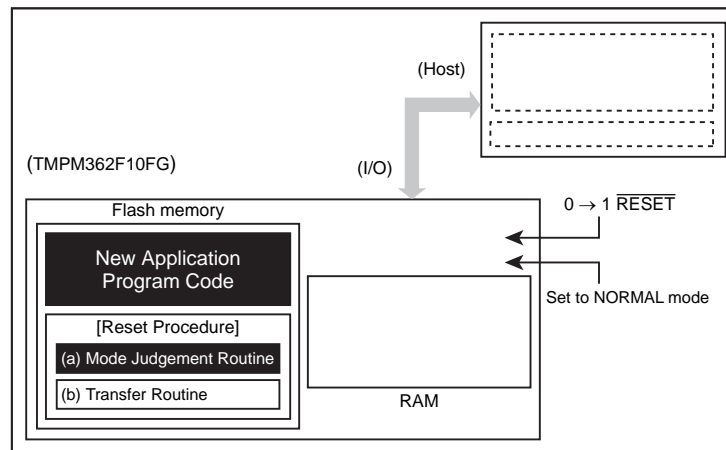 (Host)
(TMPM362F10FG)
(I/O)
0 → 1 RESET
Flash memory
New Application
Program Code
Set to NORMAL mode
[Reset Procedure]
(a) Mode Judgement Routine
(b) Transfer Routine
RAM